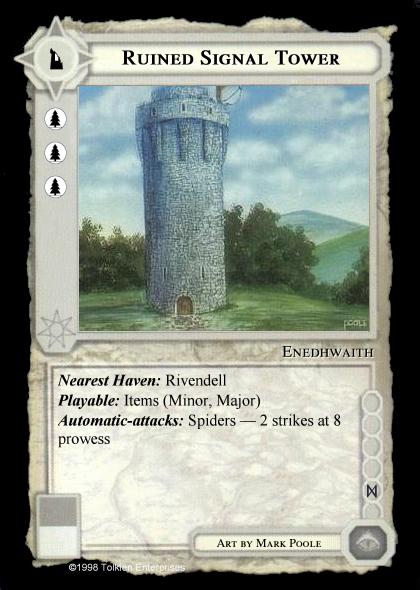 RUINED SIGNAL TOWER
POOLE
ENEDHWAITH
Nearest Haven: Rivendell
Playable: Items (Minor, Major)
Automatic-attacks: Spiders — 2 strikes at 8
prowess
ART BY MARK POOLE
©1998 Tolkien Enterprises